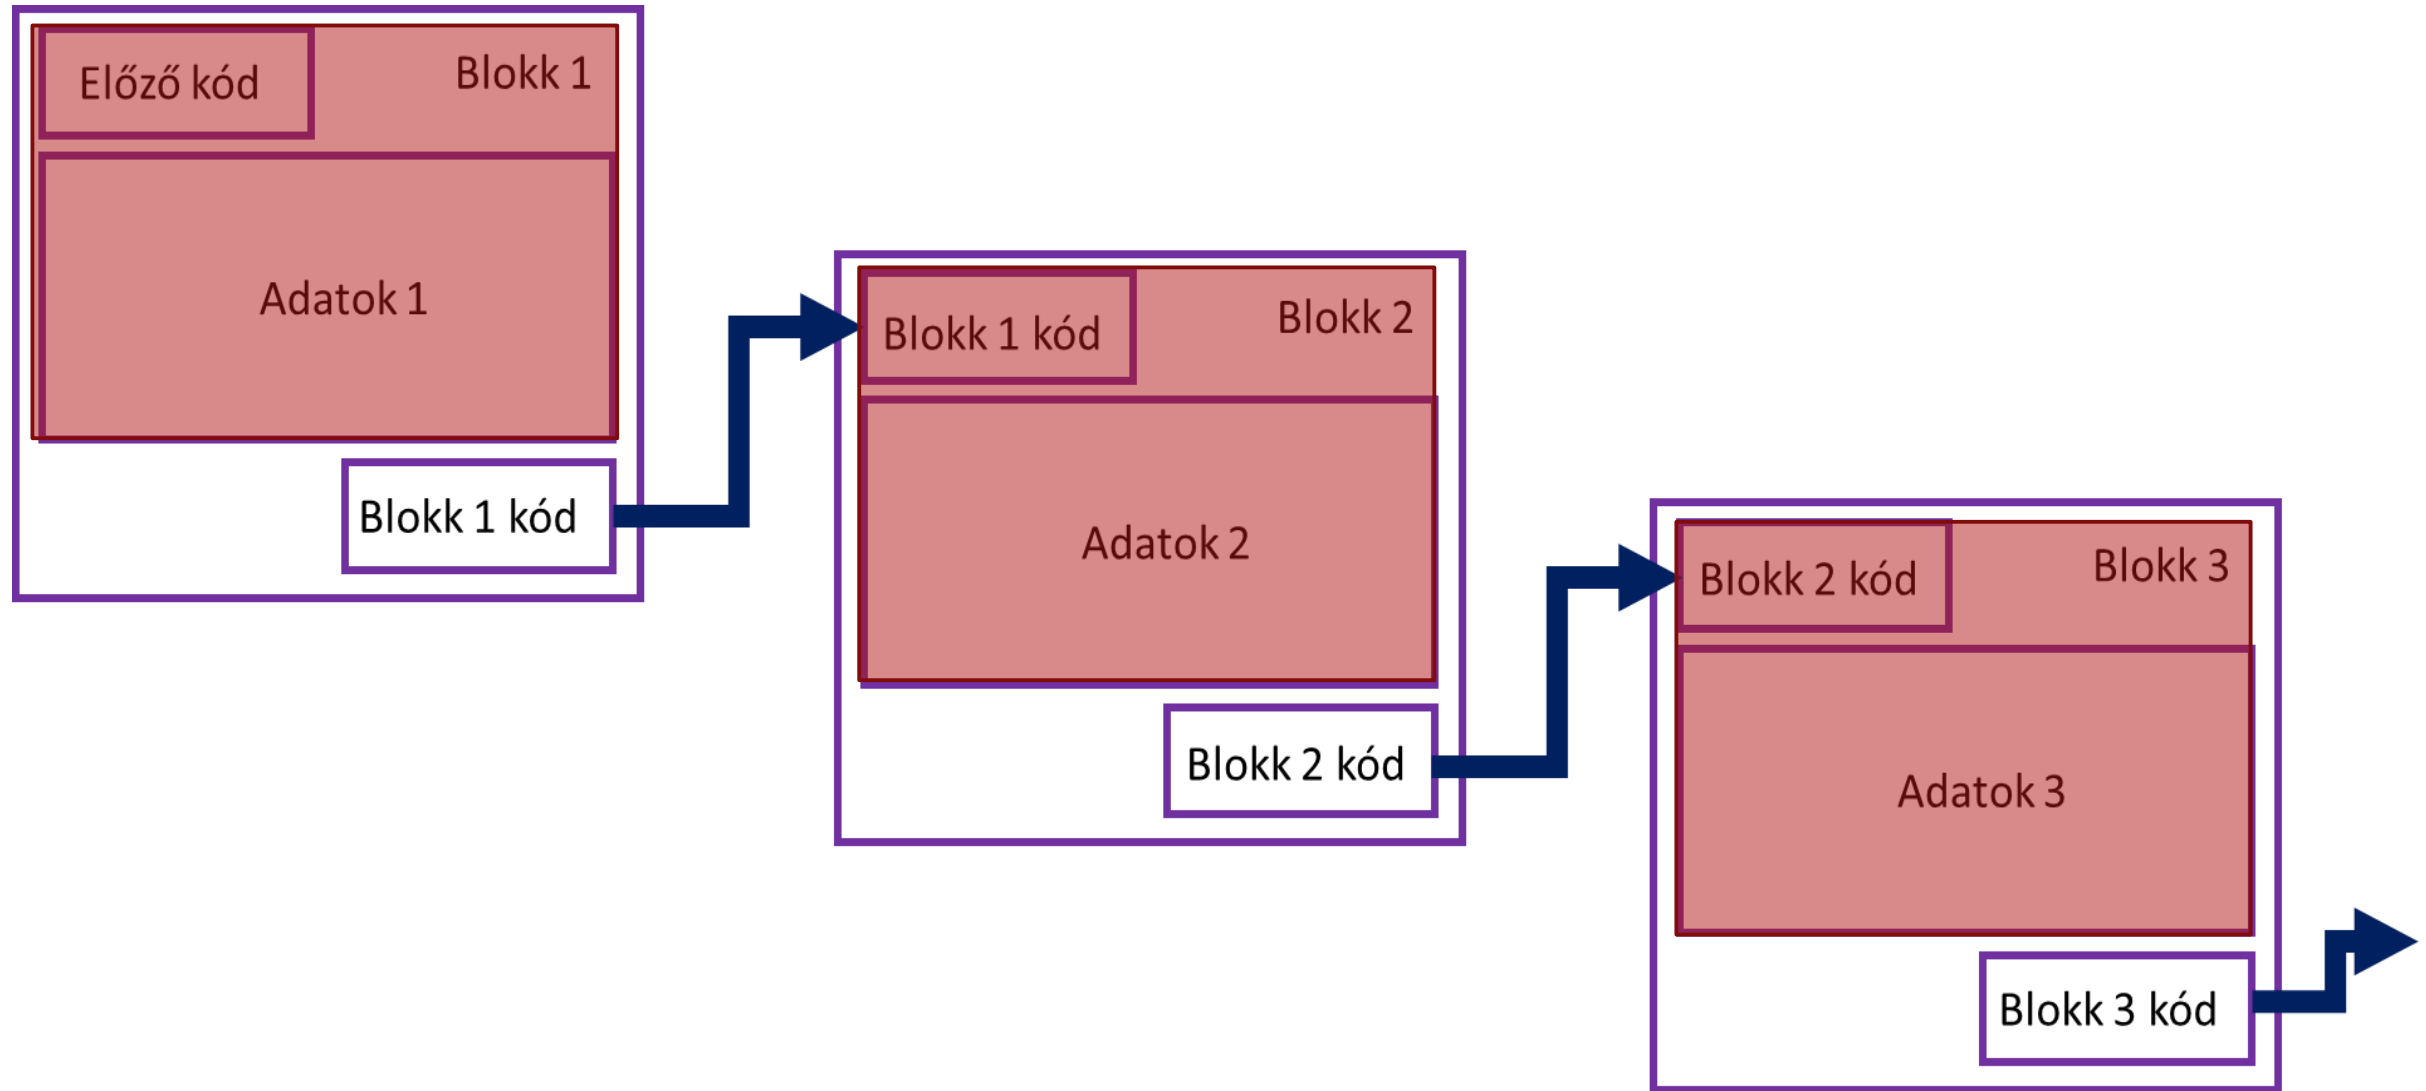 Előző kód
Blokk 1
Adatok 1
Blokk 1 kód
Blokk 1 kód
Blokk 2
Adatok 2
Blokk 2 kód
Blokk 2 kód
Blokk 3
Adatok 3
Blokk 3 kód